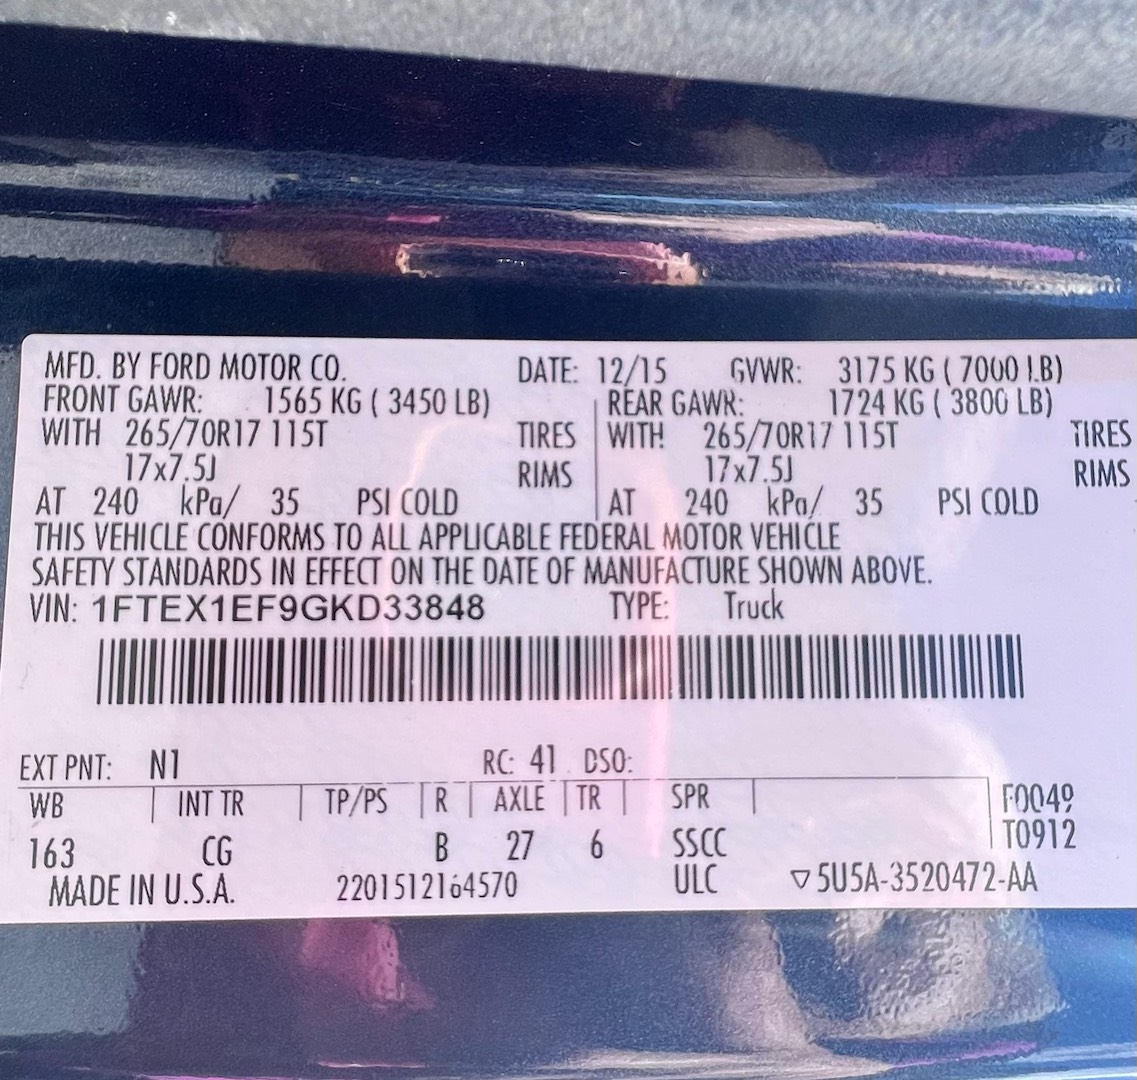 MFD. BY FORD MOTOR CO. DATE: 12/15 GVWR: 3175 KG ( 7000 LB)
FRONT GAWR: 1565 KG ( 3450 LB) REAR GAWR: 1724 KG ( 3800 LB)
WITH 265/70R17 115T TIRES WITH 265/70R17 115T TIRES
17x7.5J RIMS 17x7.5J RIMS
AT 240 kPa/ 35 PSI COLD AT 240 kPa/ 35 PSI COLD
THIS VEHICLE CONFORMS TO ALL APPLICABLE FEDERAL MOTOR VEHICLE
SAFETY STANDARDS IN EFFECT ON THE DATE OF MANUFACTURE SHOWN ABOVE.
VIN: 1FTEX1EF9GKD33848 TYPE: Truck
EXT PNT: N1 RC: 41 DSO:
WB INT TR TP/PS R AXLE TR SPR F0049
163 CG B 27 6 SSCC T0912
MADE IN U.S.A. 2201512164570 ULC ▽5U5A-3520472-AA